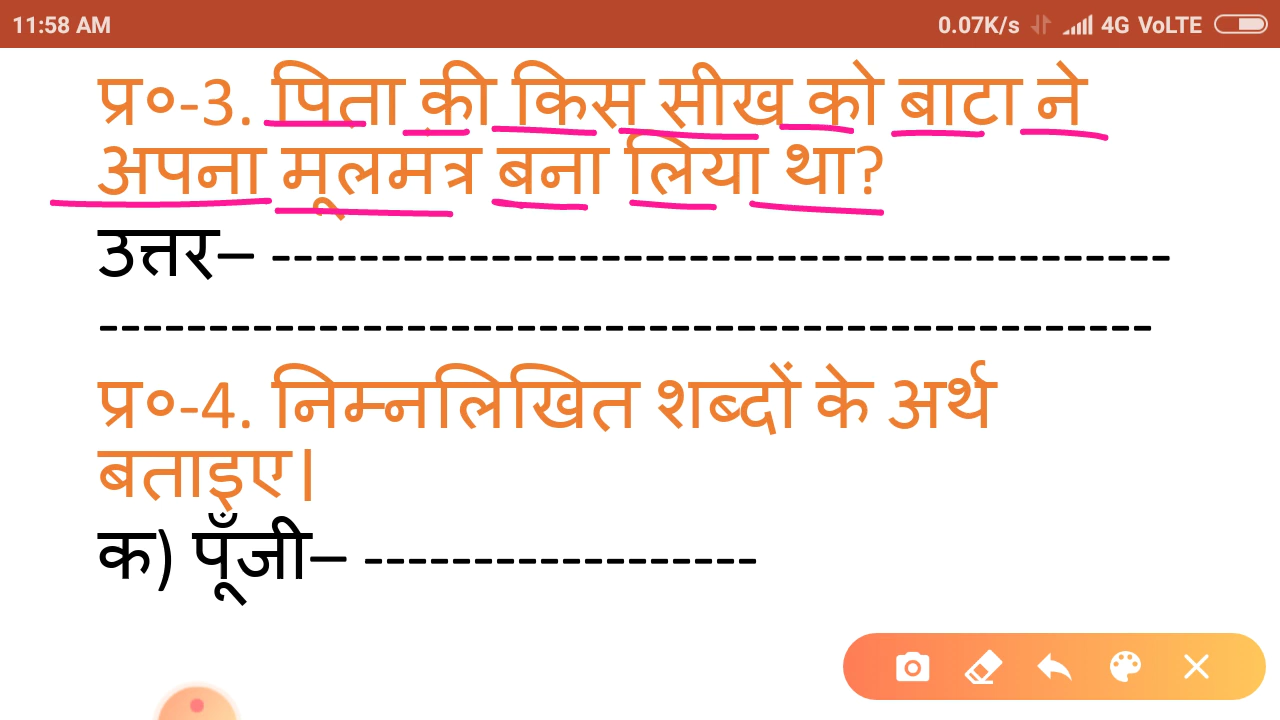 11:58 AM 0.07K/s 4G VoLTE
प्र०-3. पिता की किस सीख को बाटा ने
अपना मूलमत्र बना लिया था?
उत्तर– -----------------------------------------
------------------------------------------------
प्र०-4. निम्नलिखित शब्दों के अर्थ
बताइए|
क) पूँजी– ------------------